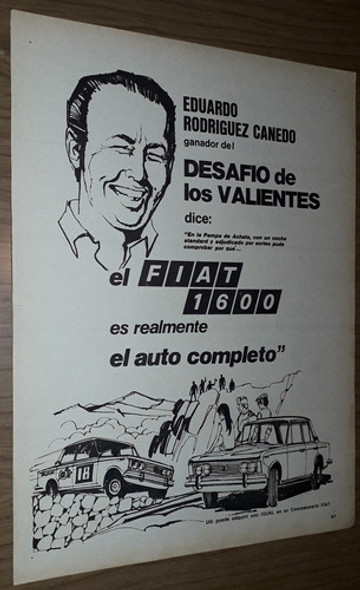 EDUARDO
RODRIGUEZ CANEDO
ganador del
DESAFIO de
los VALIENTES
dice:
"En la Pampa de Achala, con un coche
standard y adjudicado por sorteo pude
comprobar por qué...
el FIAT
1600
es realmente
el auto completo"
18
Ud. puede adquirir uno IGUAL en su Concesionario FIAT